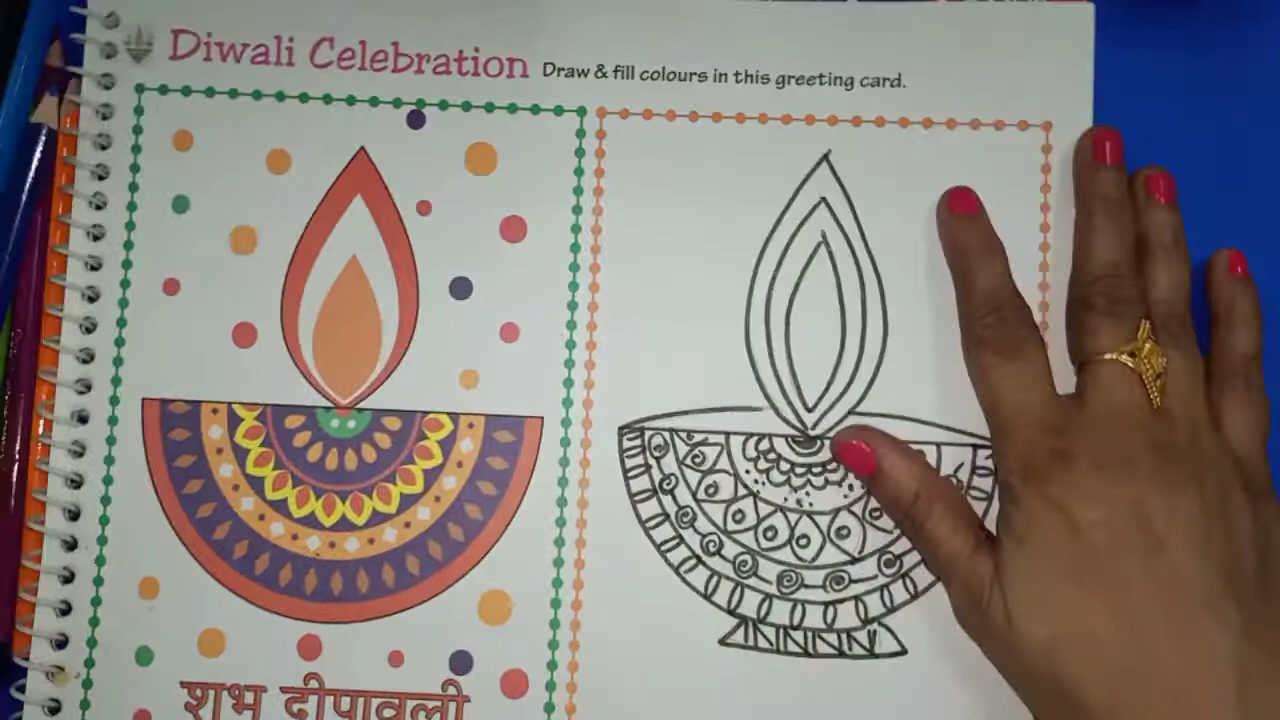 Diwali Celebration Draw & fill colours in this greeting card.
शुभ दीपावली